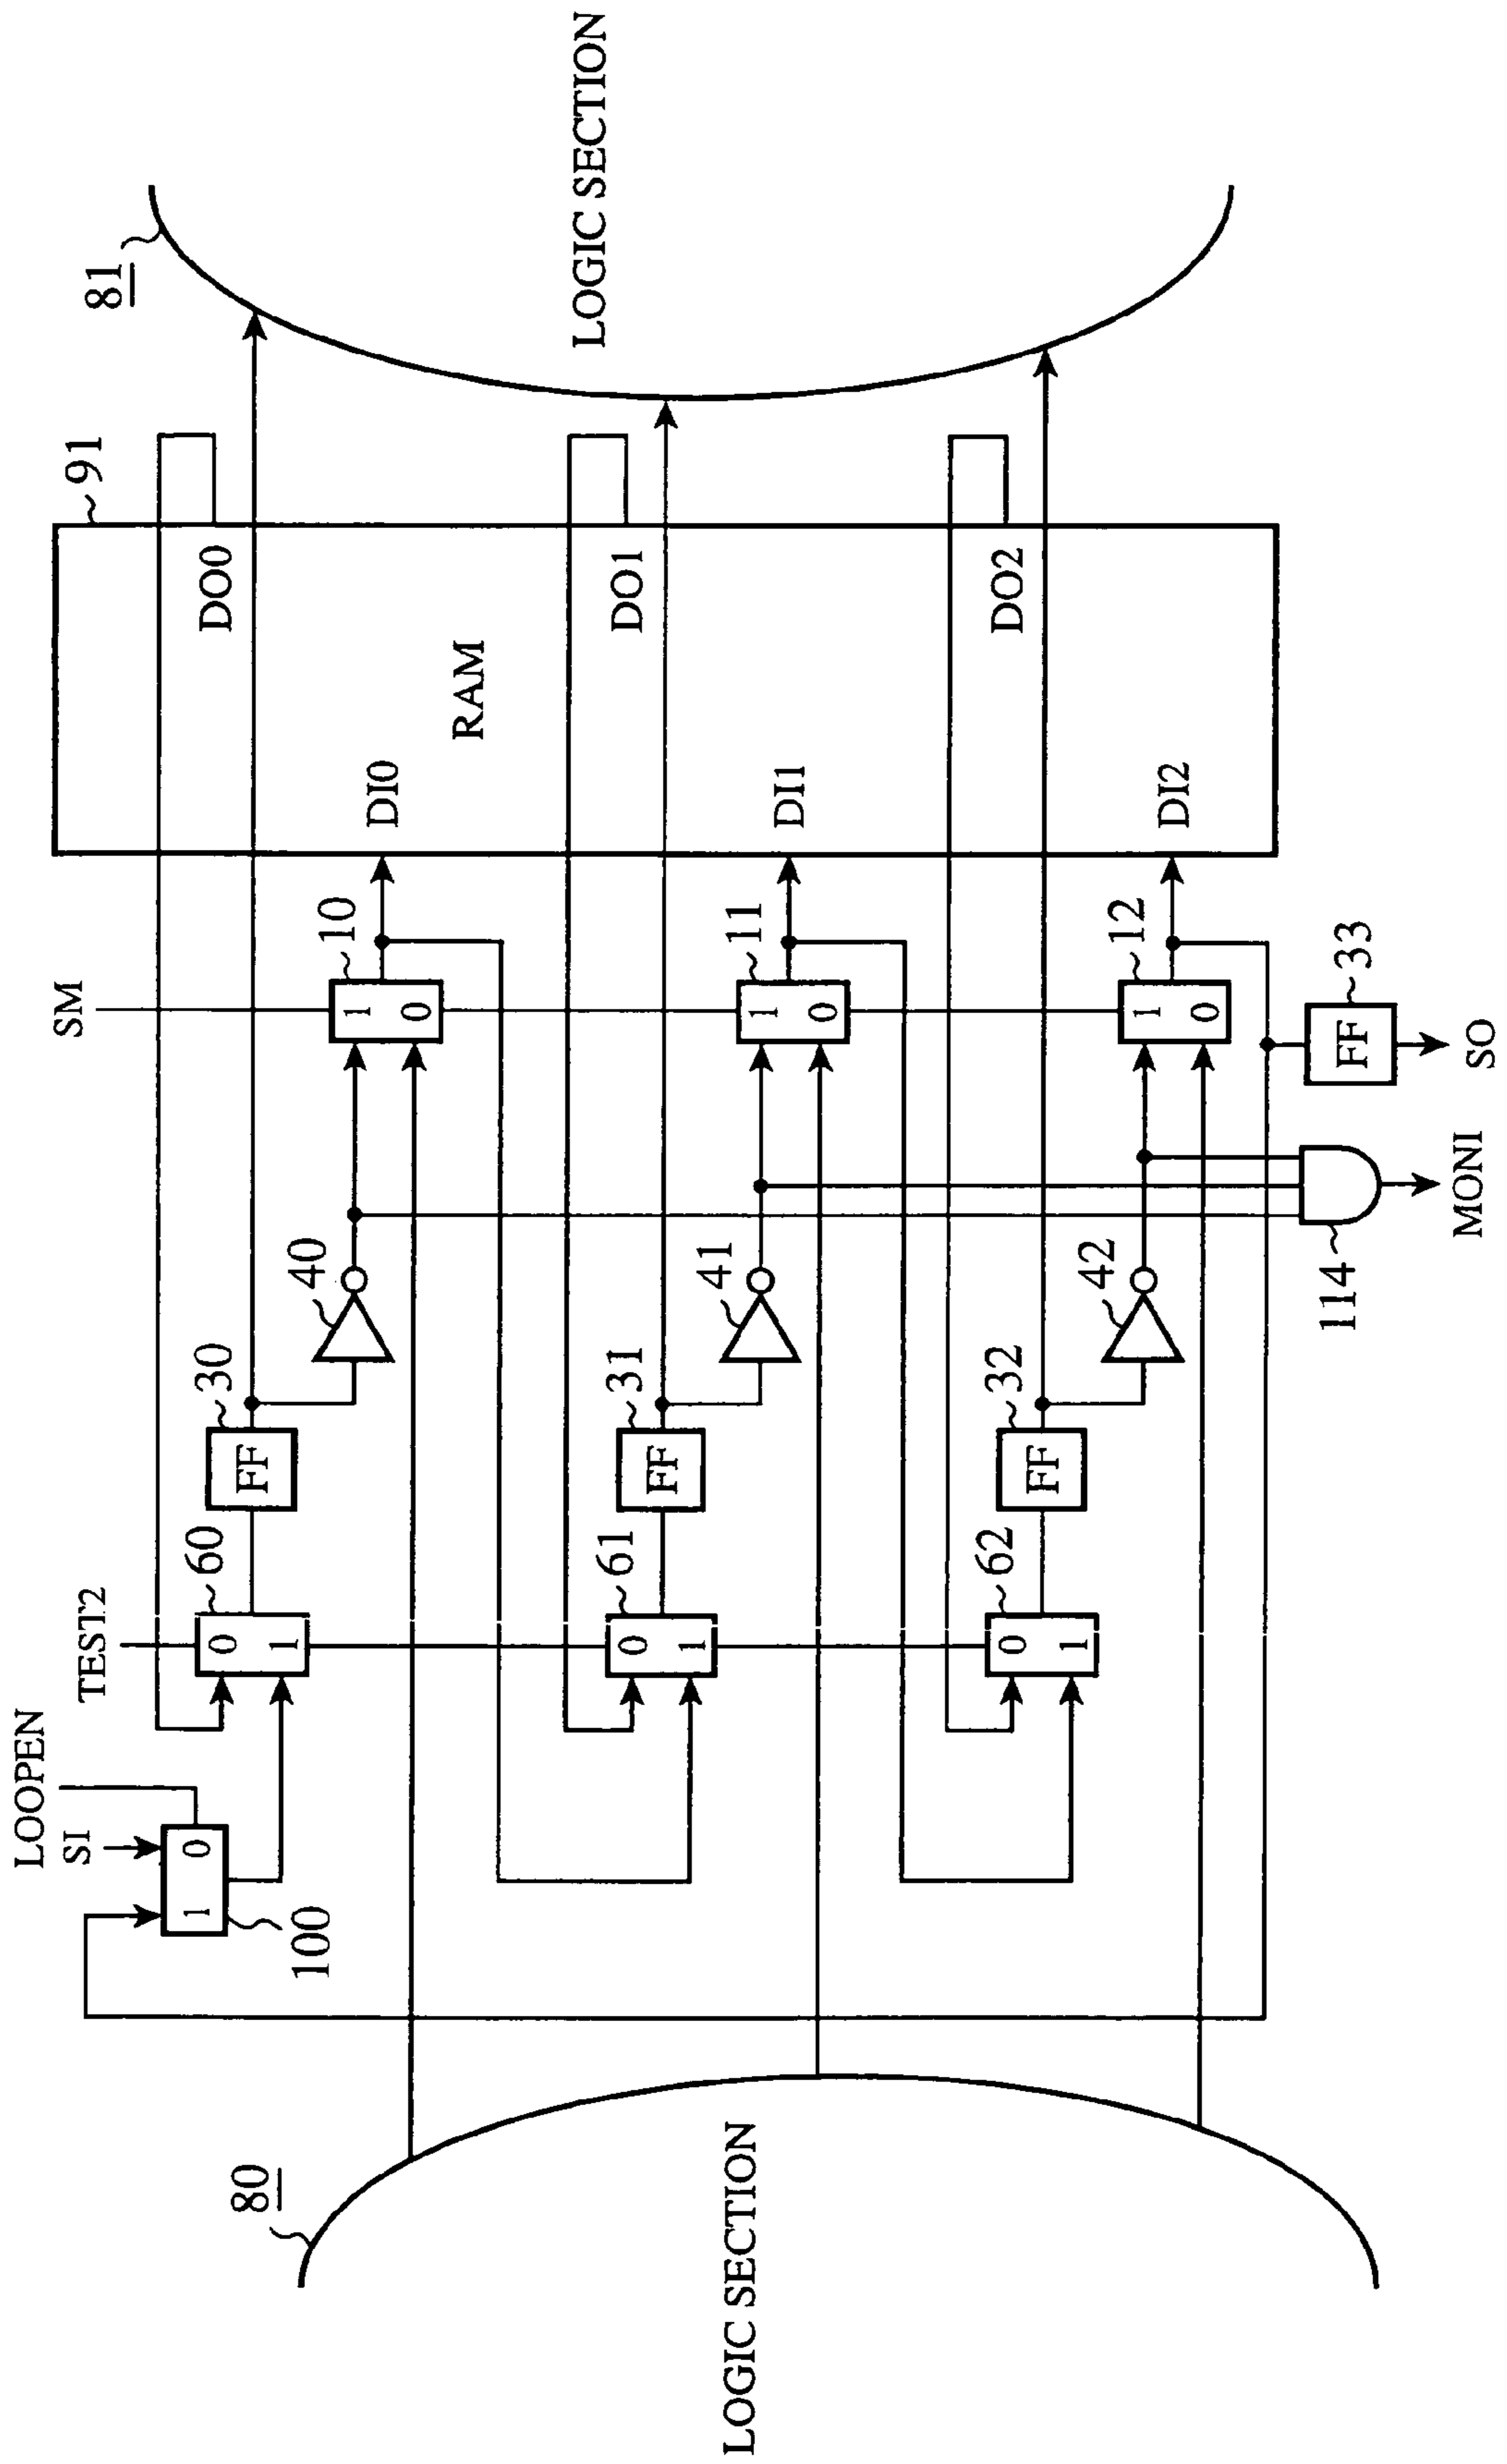 LOOPEN
SI
TEST2
SM
91
81
1 0
100
0
1
60
FF
30
40
1
0
10
DI0
DO0
RAM
LOGIC SECTION
0
1
61
FF
31
41
1
0
11
DI1
DO1
0
1
62
FF
32
42
1
0
12
DI2
DO2
80
LOGIC SECTION
114
MONI
FF
33
SO